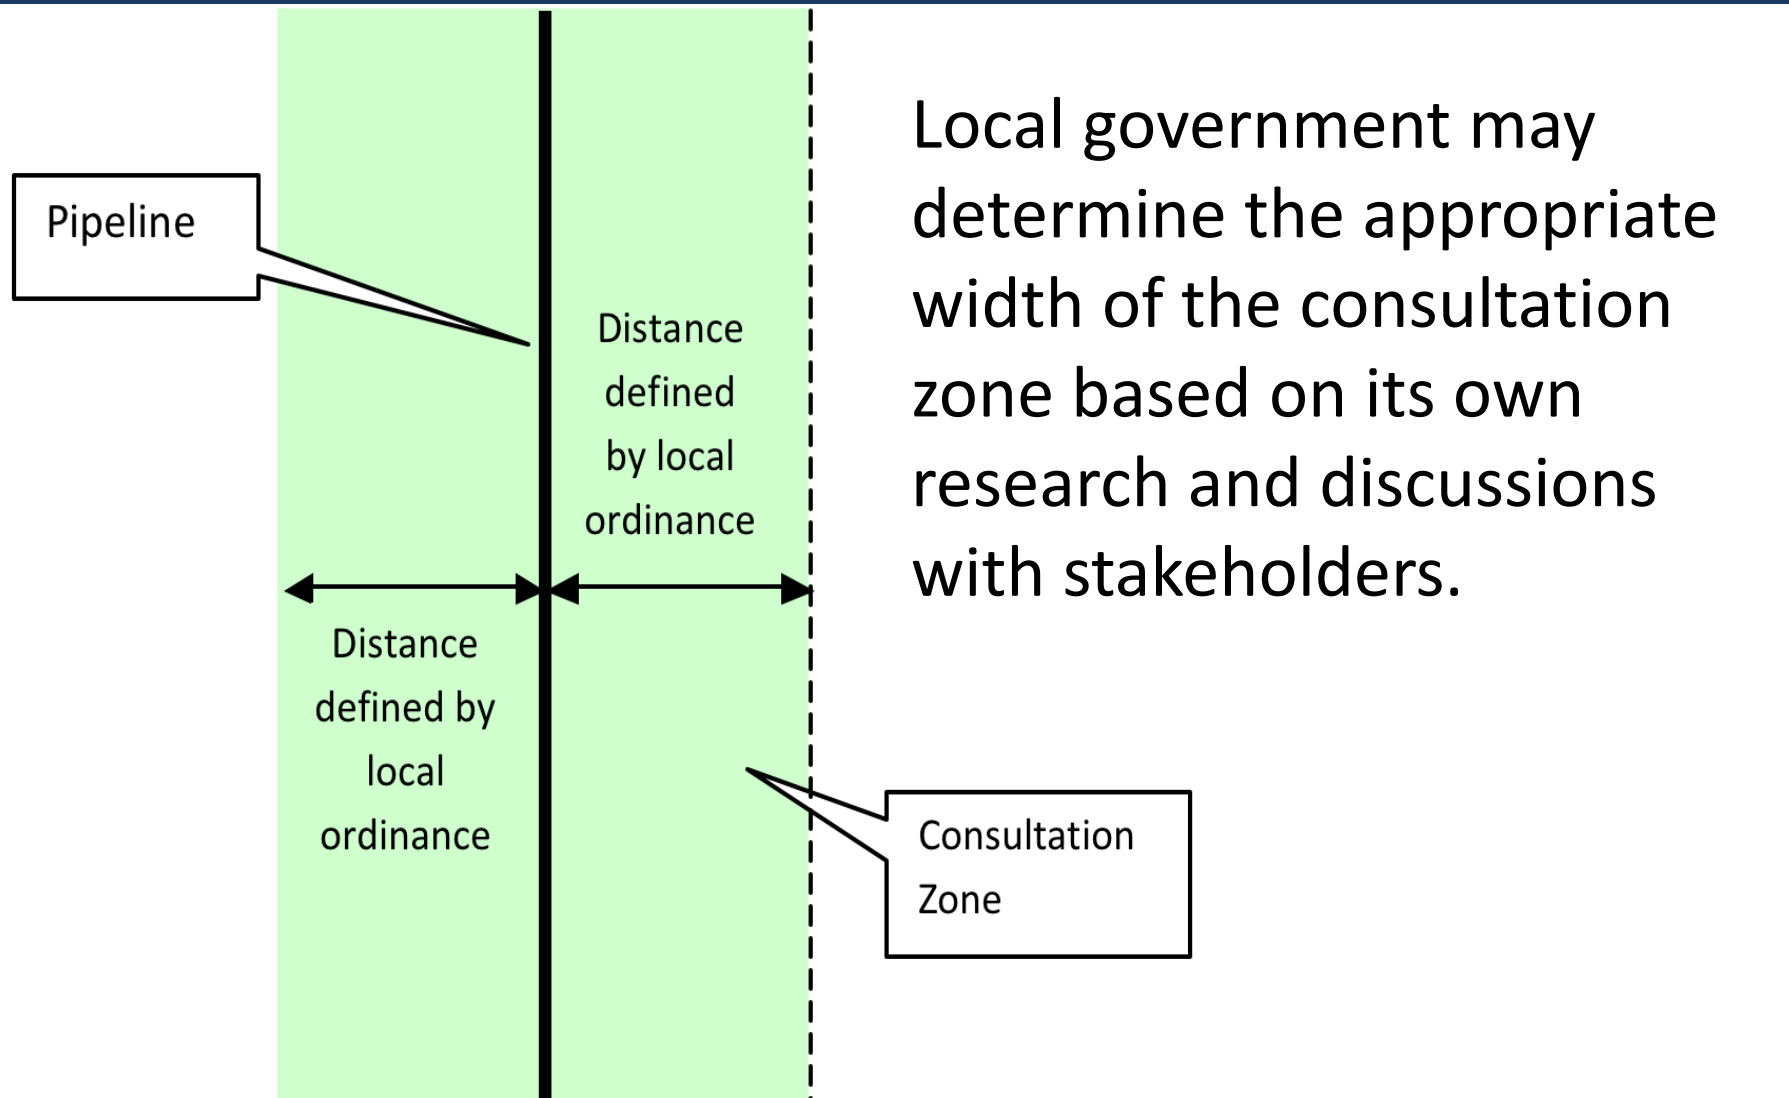 Local government may
determine the appropriate
width of the consultation
zone based on its own
research and discussions
with stakeholders.
Pipeline
Distance
defined
by local
ordinance
Distance
defined by
local
ordinance
Consultation
Zone